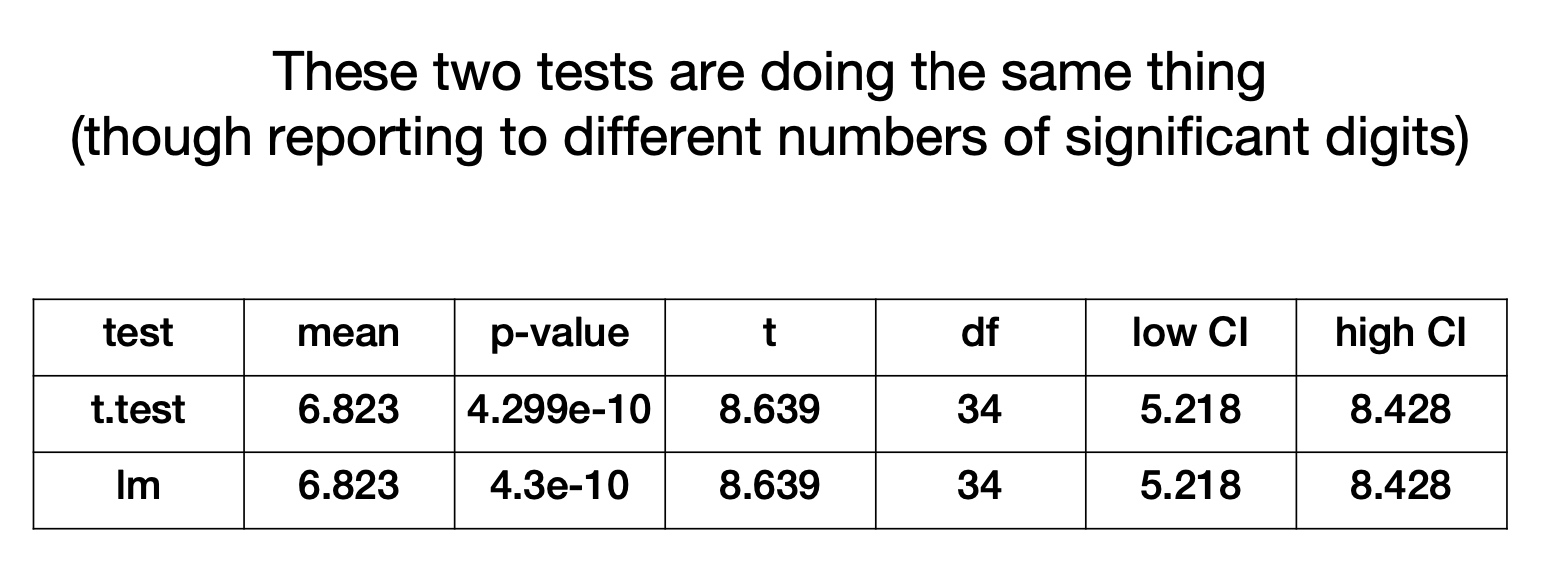 These two tests are doing the same thing
(though reporting to different numbers of significant digits)
test mean p-value t df low CI high CI
t.test 6.823 4.299e-10 8.639 34 5.218 8.428
lm 6.823 4.3e-10 8.639 34 5.218 8.428